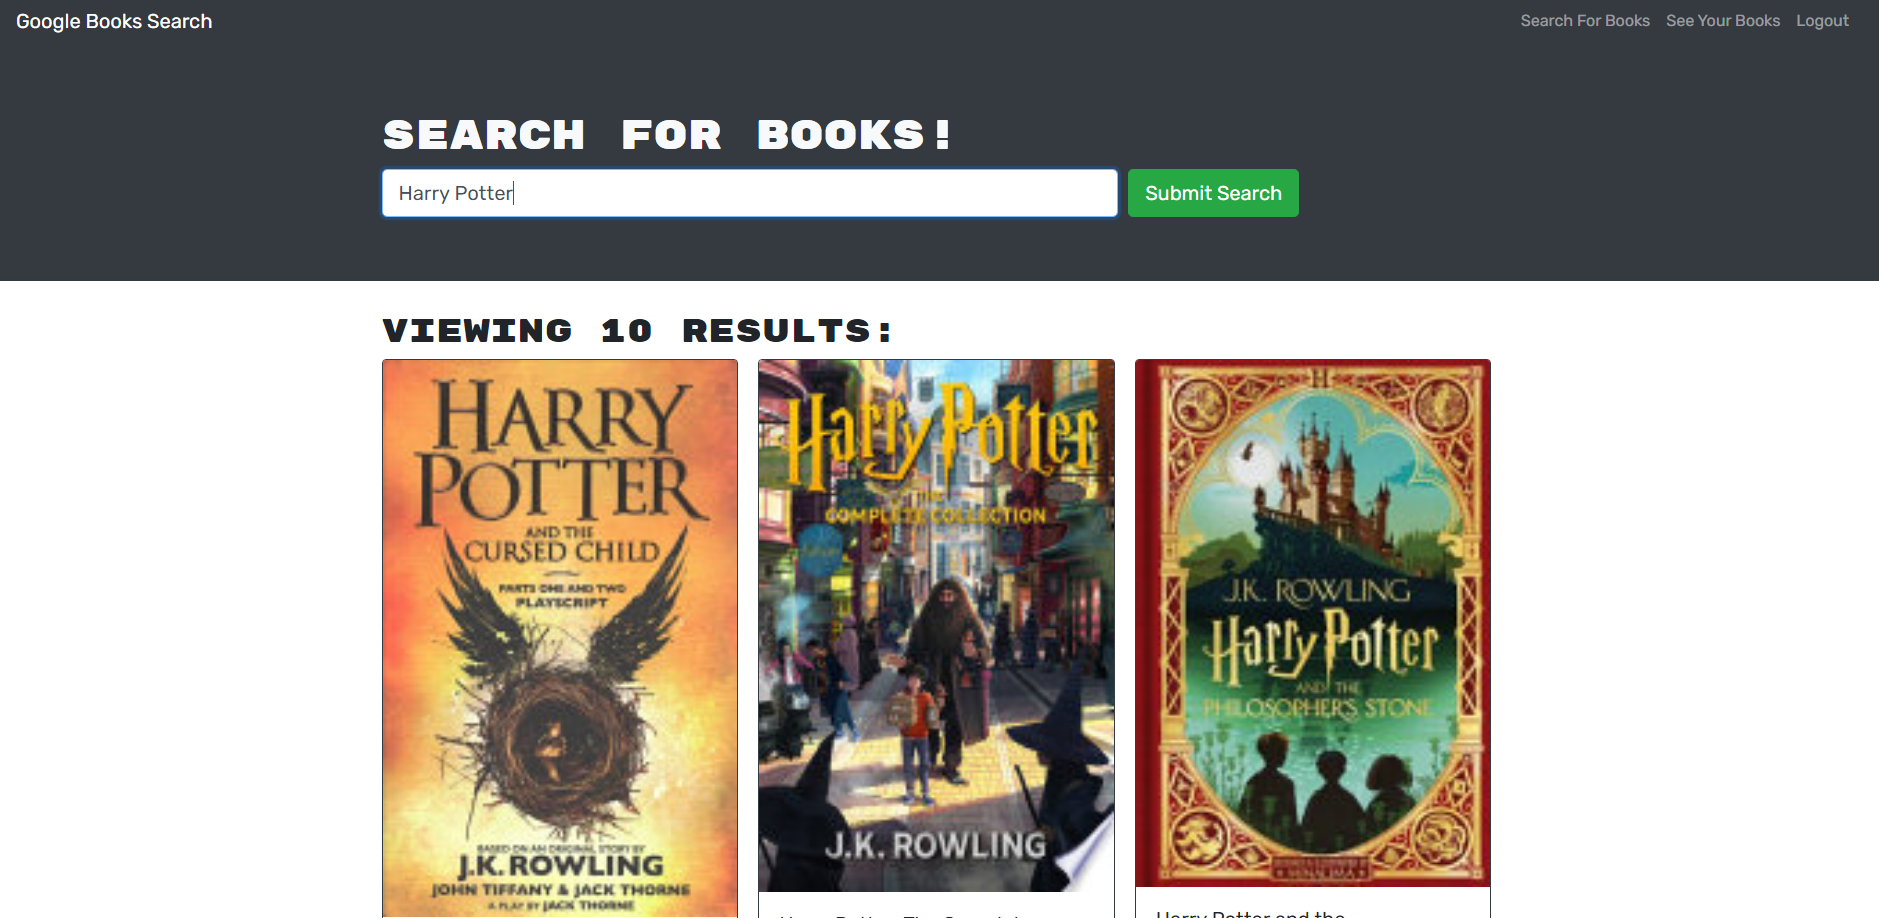 Google Books Search
Search For Books See Your Books Logout
SEARCH FOR BOOKS!
Harry Potter
Submit Search
VIEWING 10 RESULTS:
HARRY
POTTER
AND THE
CURSED CHILD
PARTS ONE AND TWO
PLAYSCRIPT
BASED ON AN ORIGINAL STORY BY
J.K. ROWLING
JOHN TIFFANY & JACK THORNE
A PLAY BY JACK THORNE
Harry Potter
THE
COMPLETE COLLECTION
J.K. ROWLING
H
J.K. ROWLING
Harry Potter
AND THE
PHILOSOPHER'S STONE
MINALIMA
Harry Potter and the